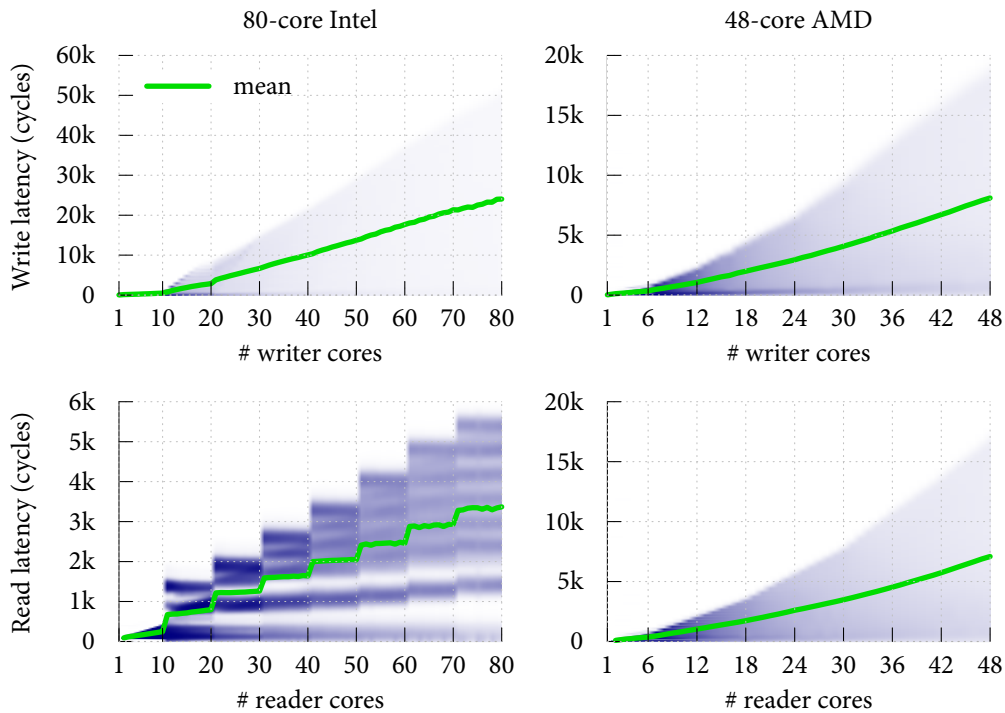 80-core Intel
48-core AMD
Write latency (cycles)
60k
50k
40k
30k
20k
10k
0
mean
1 10 20 30 40 50 60 70 80
# writer cores
20k
15k
10k
5k
0
1 6 12 18 24 30 36 42 48
# writer cores
Read latency (cycles)
6k
5k
4k
3k
2k
1k
0
1 10 20 30 40 50 60 70 80
# reader cores
20k
15k
10k
5k
0
1 6 12 18 24 30 36 42 48
# reader cores